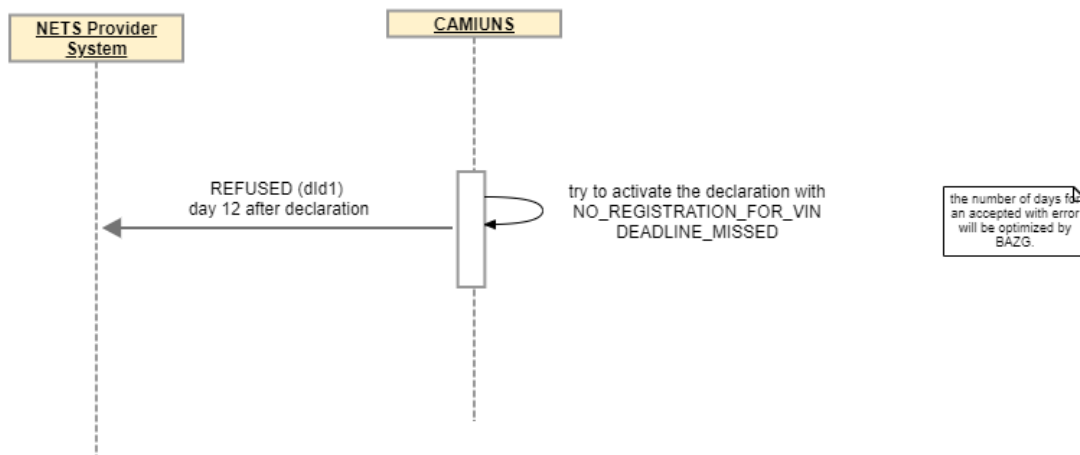 NETS Provider
System
CAMIUNS
REFUSED (dId1)
day 12 after declaration
try to activate the declaration with
NO_REGISTRATION_FOR_VIN
DEADLINE_MISSED
the number of days for
an accepted with error
will be optimized by
BAZG.